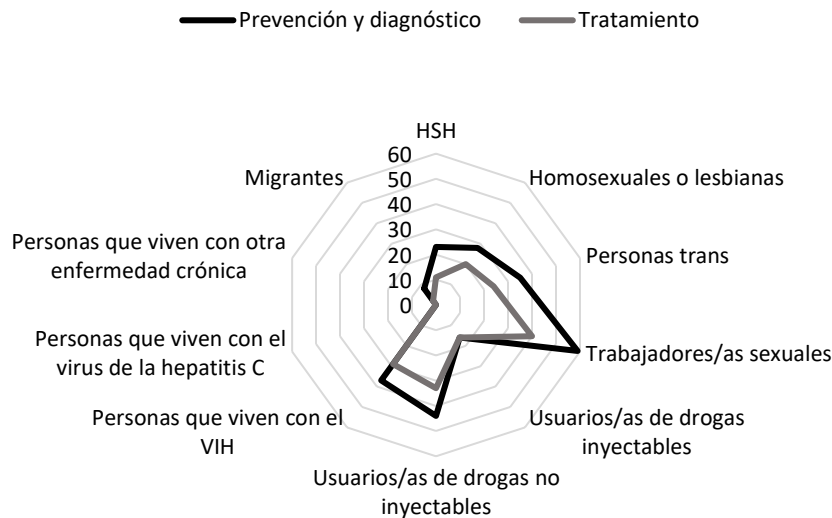 Prevención y diagnóstico
Tratamiento
HSH
60
50
40
30
20
10
0
Homosexuales o lesbianas
Personas trans
Trabajadores/as sexuales
Usuarios/as de drogas
inyectables
Usuarios/as de drogas no
inyectables
Personas que viven con el
VIH
Personas que viven con el
virus de la hepatitis C
Personas que viven con otra
enfermedad crónica
Migrantes